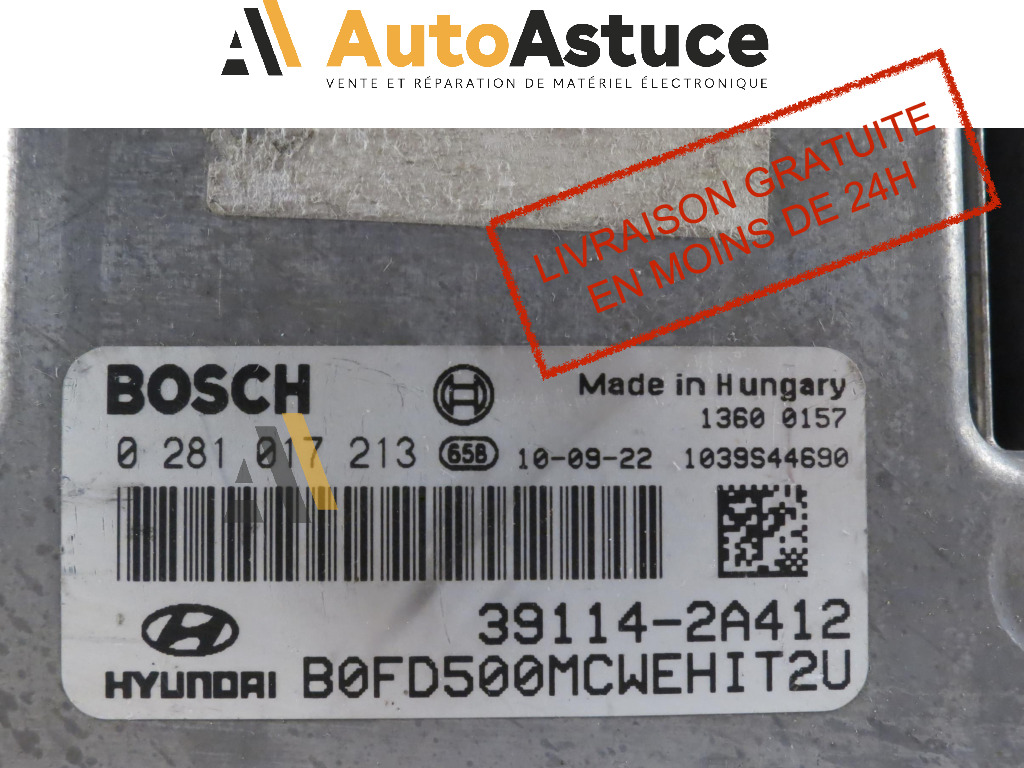 AutoAstuce
VENTE ET RÉPARATION DE MATÉRIEL ÉLECTRONIQUE
LIVRAISON GRATUITE
EN MOINS DE 24H
BOSCH
Made in Hungary
1360 0157
0 281 017 213
658
10-09-22
1039S44690
39114-2A412
HYUNDAI
B0FD500MCWEHIT2U